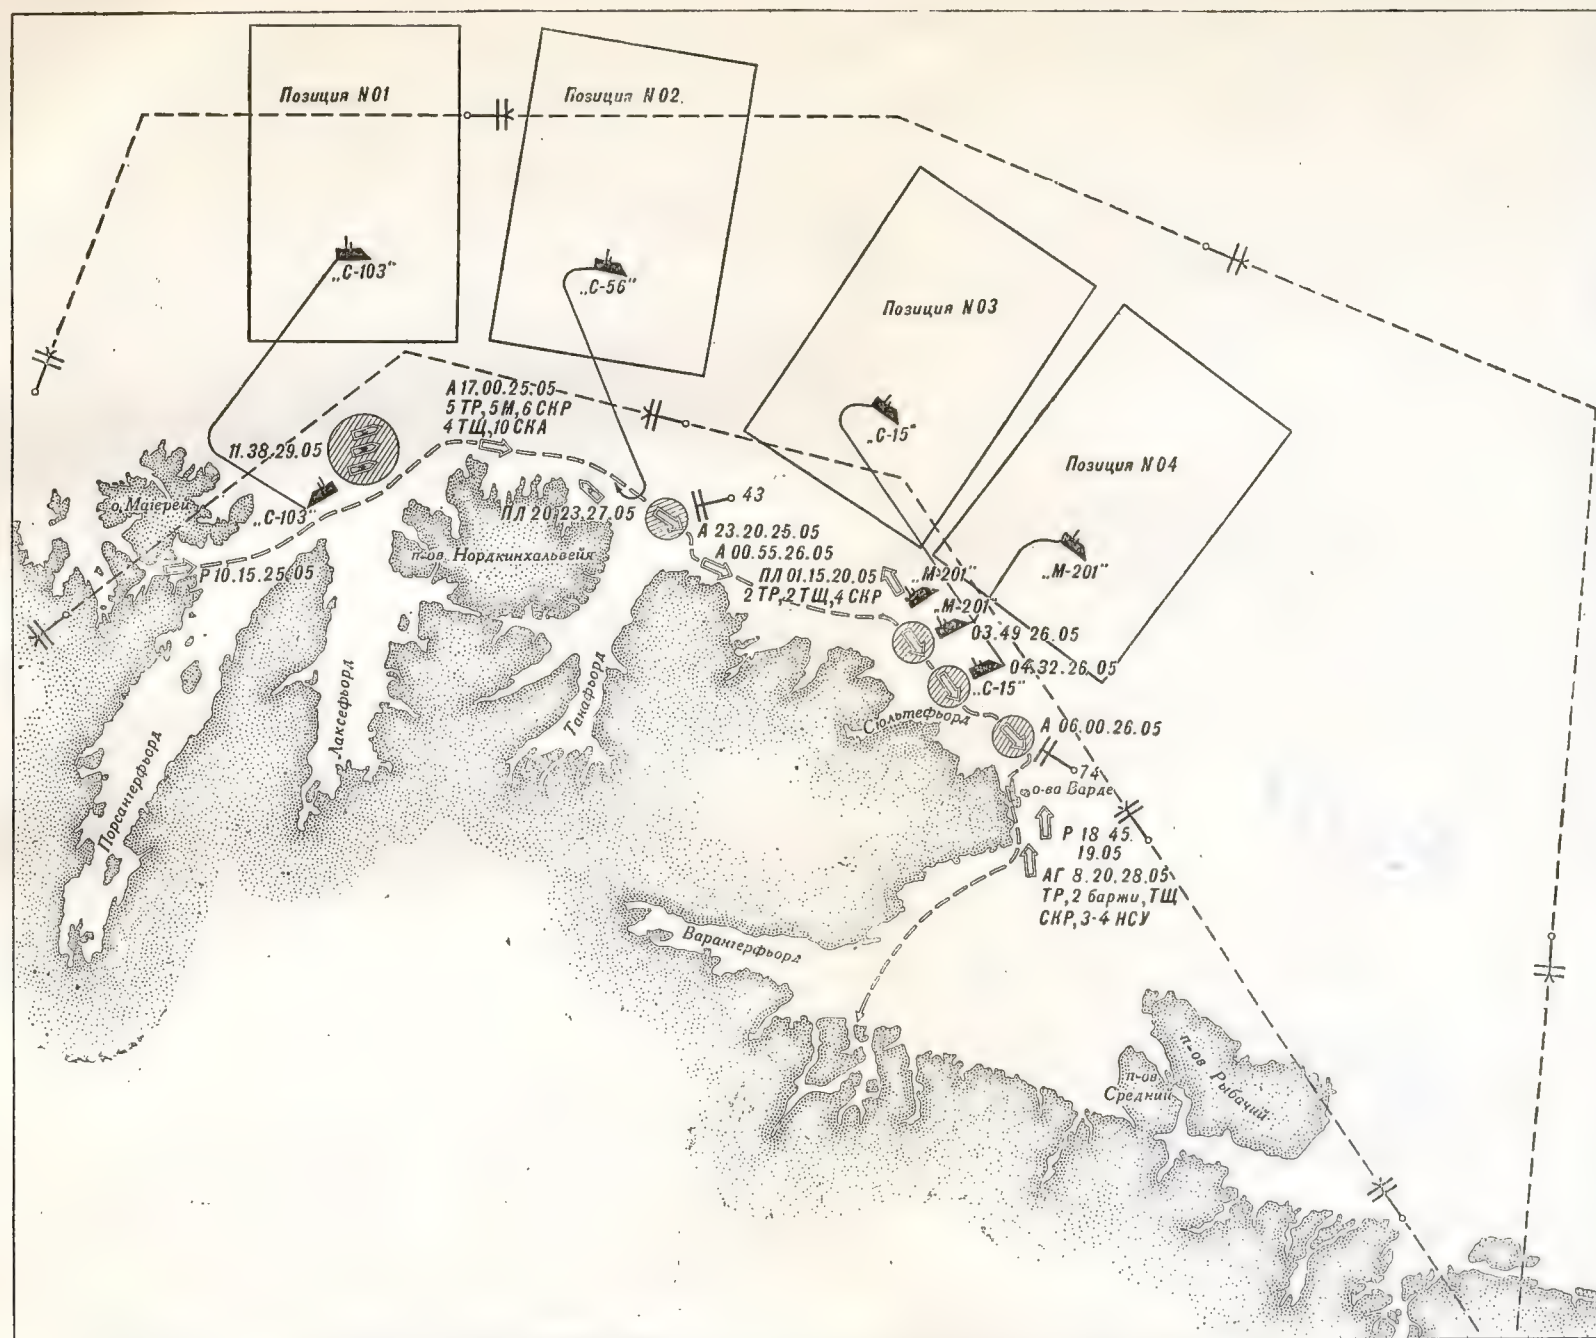 Позиция N01
Позиция N02.
„С-103"
„С-56"
Позиция N03
„С-15"
Позиция N04
„М-201"
А 17.00.25.05
5 ТР, 5М, 6 СКР
4 ТЩ, 10 СКА
11.38.29.05
„С-103"
о. Магерей
Р 10.15.25.05
п-ов. Нордкинхальвейя
ПЛ 20.23.27.05
43
А 23.20.25.05
А 00.55.26.05
ПЛ 01.15.20.05
2 ТР, 2 ТЩ, 4 СКР
„М-201"
„М-201"
03.49 26.05
04.32.26.05
„С-15"
Сюльтефьорд
А 06.00.26.05
74
о-ва Варде
Р 18 45.
19.05
АГ 8.20.28.05
ТР, 2 баржи, ТЩ
СКР, 3-4 НСУ
Порсангерфьорд
Лаксефьорд
Танафьорд
Варангерфьорд
п-ов
Средний
п-ов Рыбачий